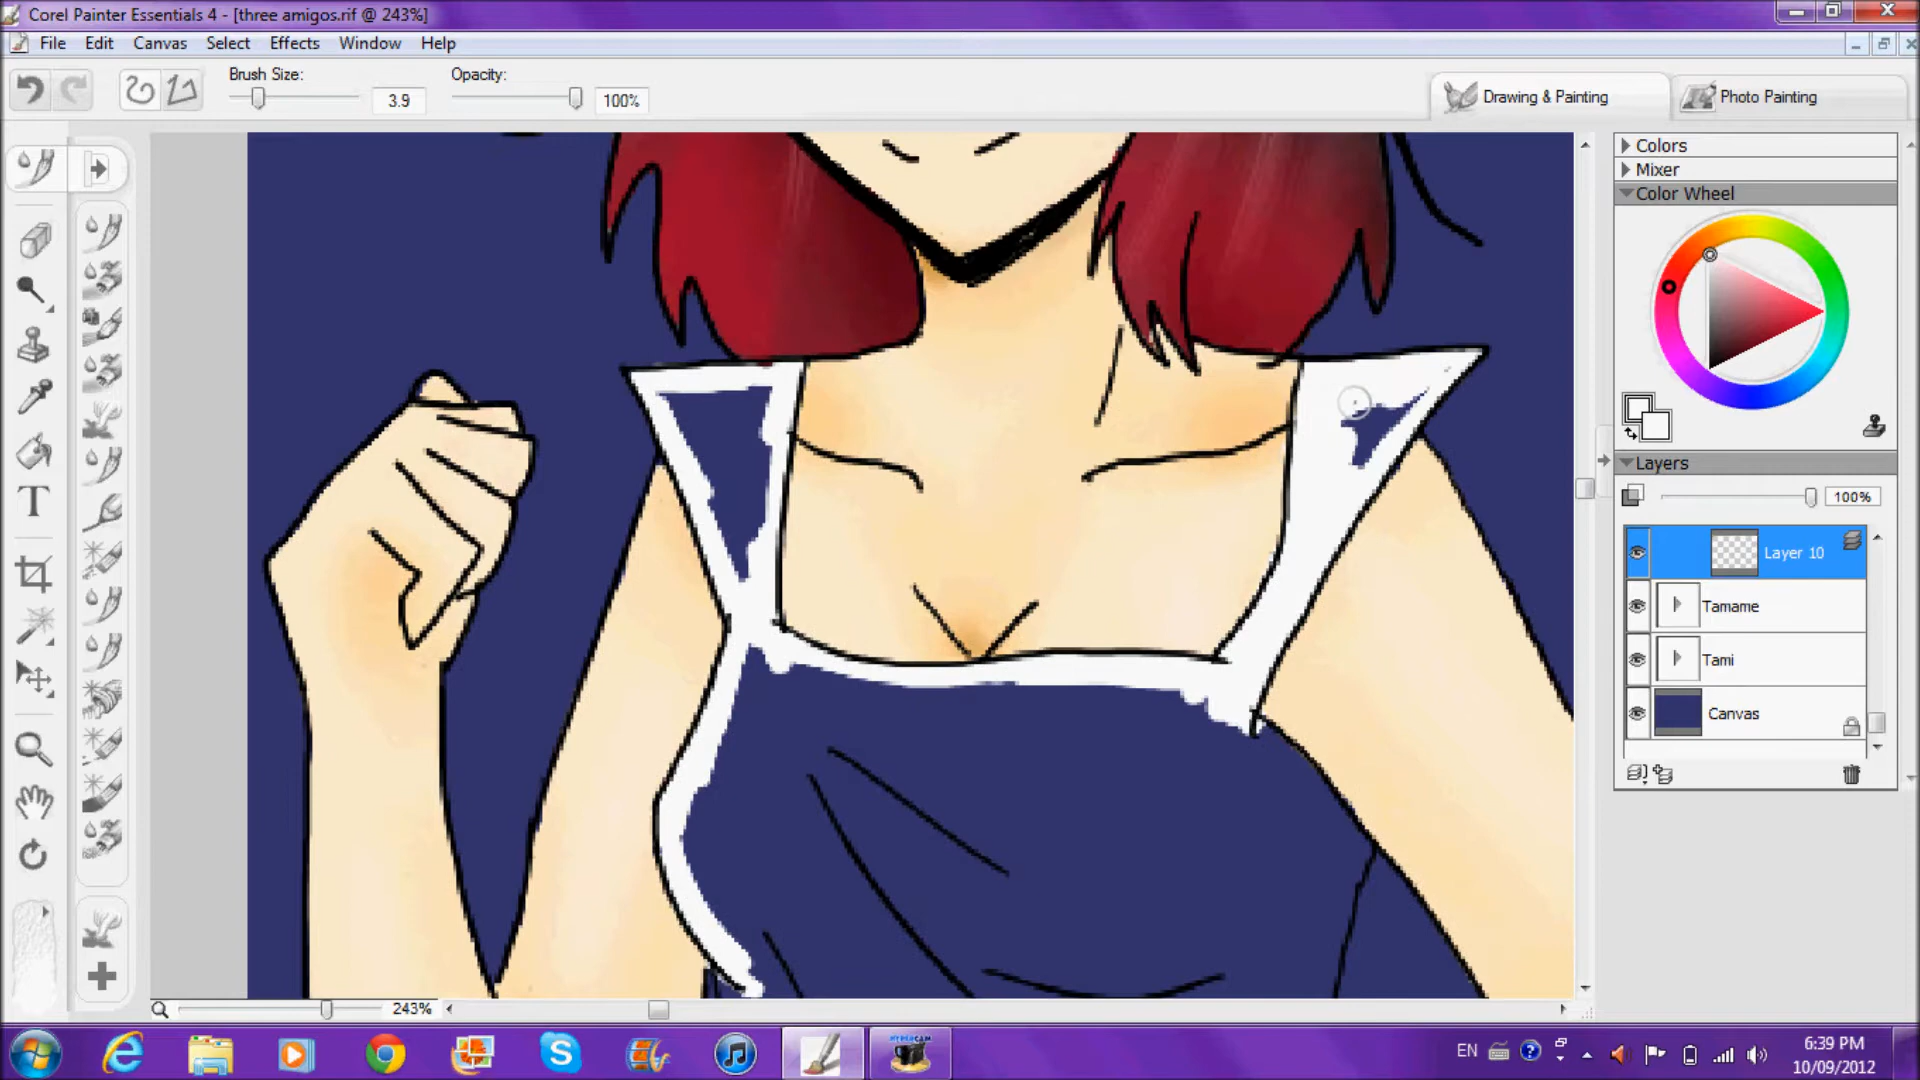 Corel Painter Essentials 4 - [three amigos.rif @ 243%]
File Edit Canvas Select Effects Window Help
Brush Size: 3.9 Opacity: 100%
Drawing & Painting Photo Painting
Colors
Mixer
Color Wheel
Layers
100%
Layer 10
Tamame
Tami
Canvas
T
243%
HYPERCAM
EN
6:39 PM
10/09/2012